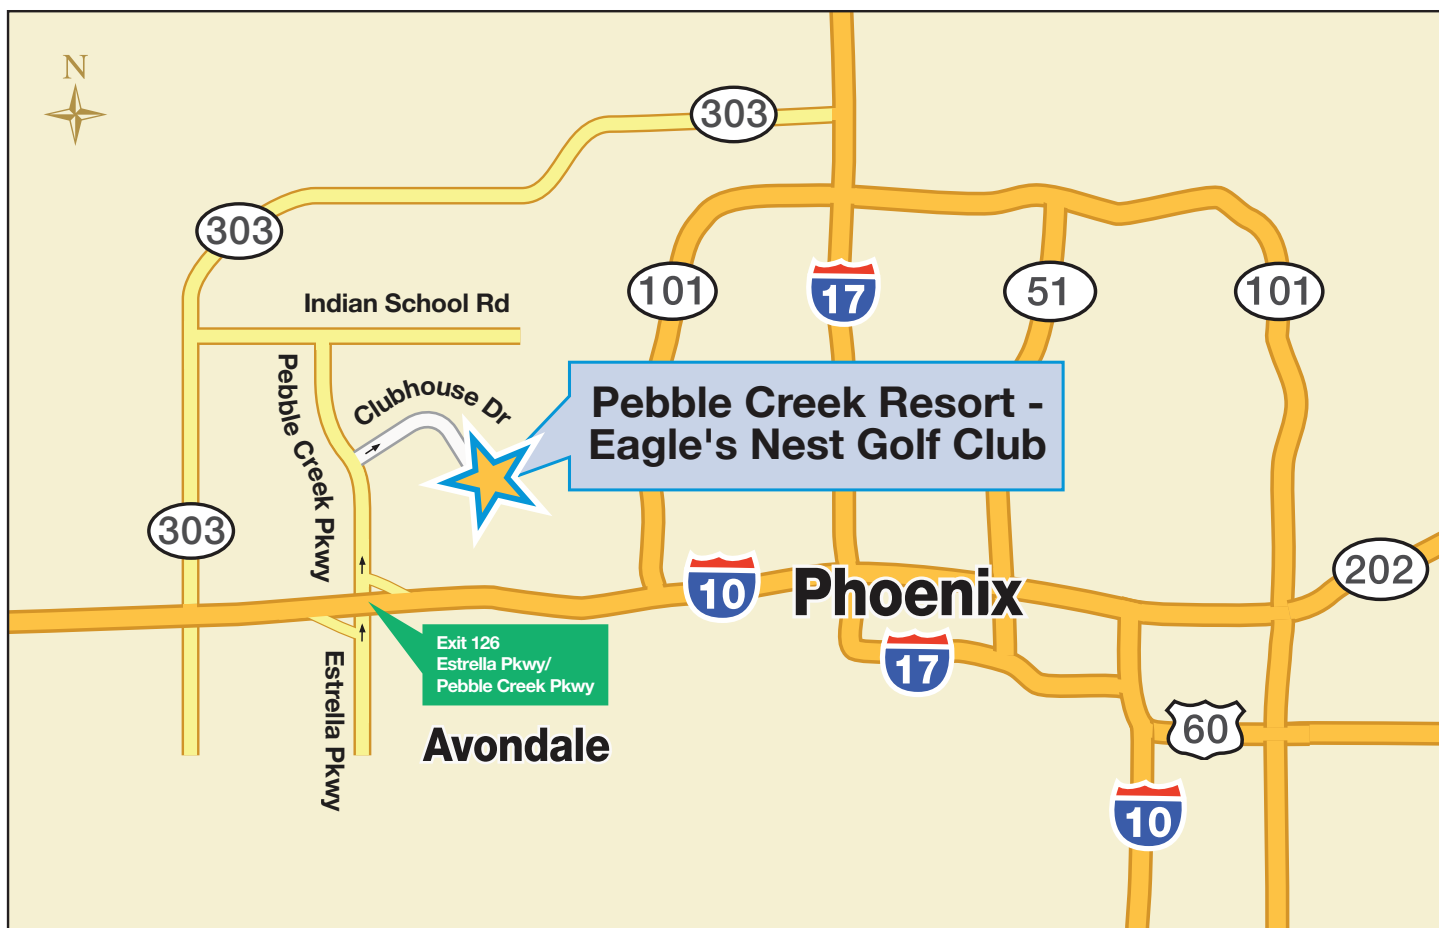 N
303
303
101
17
51
101
Indian School Rd
Pebble Creek Pkwy
Clubhouse Dr
Pebble Creek Resort -
Eagle's Nest Golf Club
303
10
Phoenix
202
17
Exit 126
Estrella Pkwy/
Pebble Creek Pkwy
Estrella Pkwy
Avondale
60
10